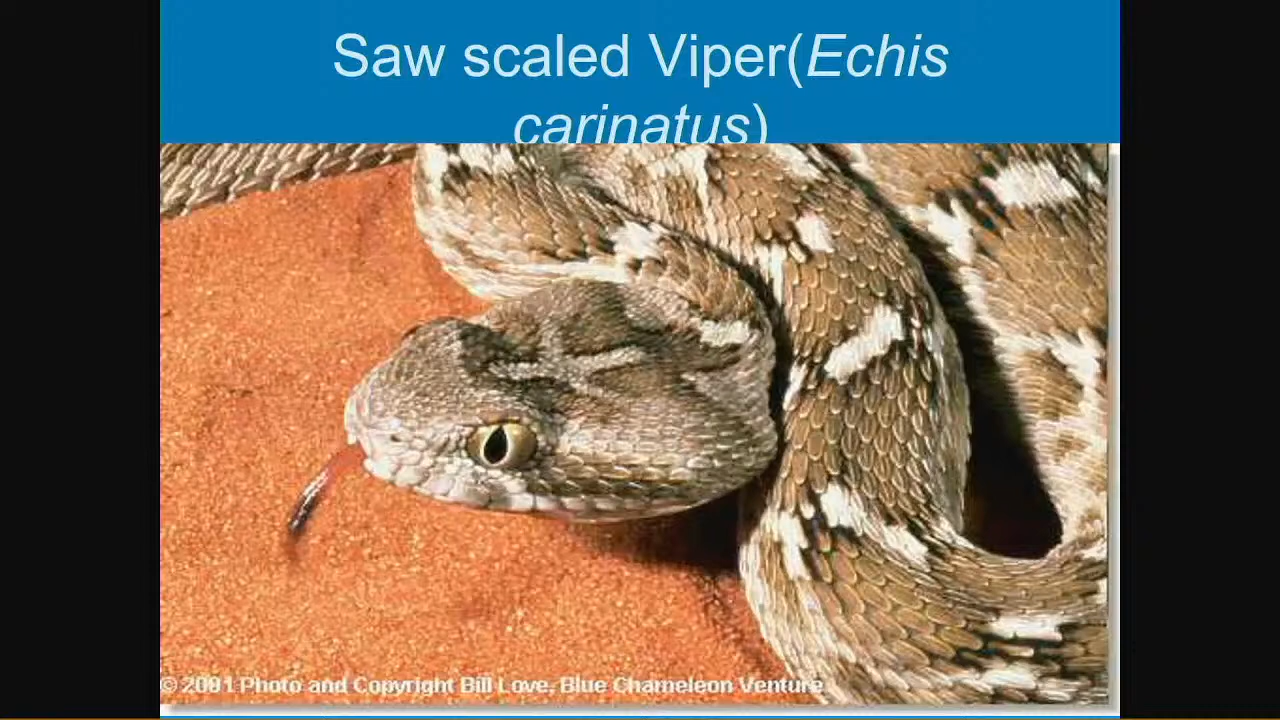 Saw scaled Viper(Echis
carinatus)
© 2001 Photo and Copyright Bill Love, Blue Chameleon Venture